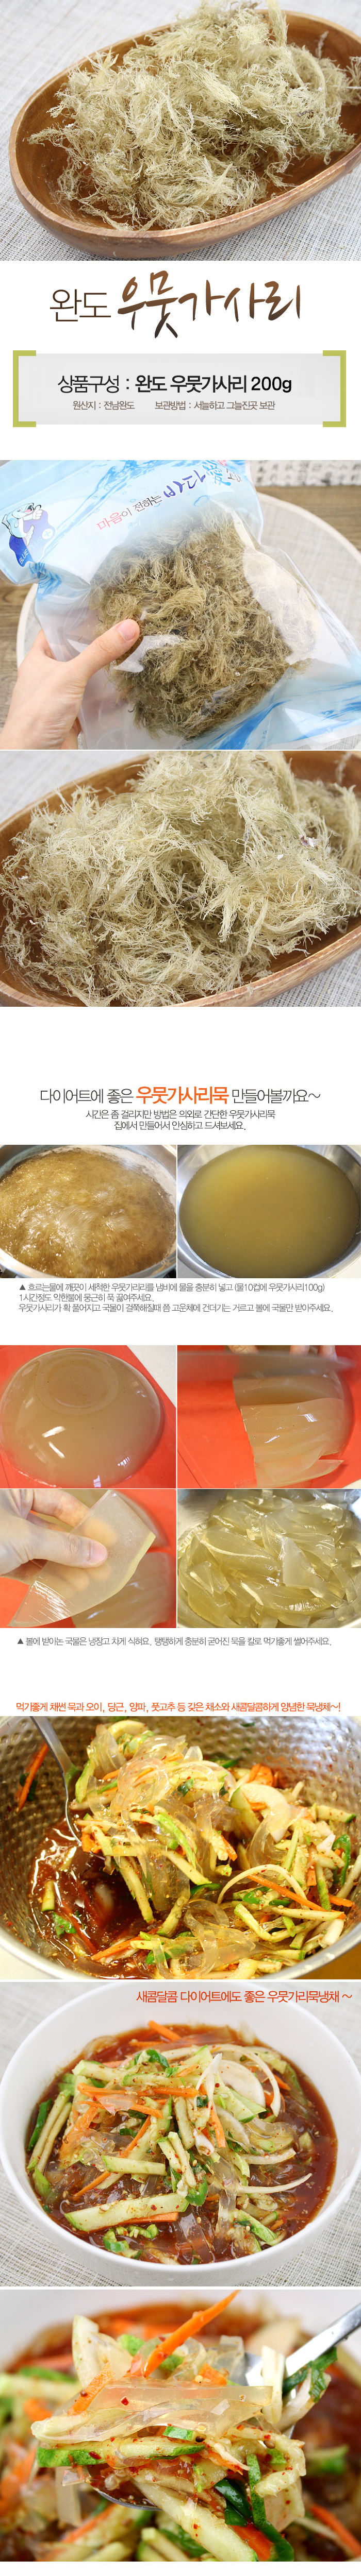 완도 우뭇가사리
상품구성 : 완도 우뭇가사리 200g
원산지 : 전남완도 보관방법 : 서늘하고 그늘진곳 보관
마음이 전하는 바다
다이어트에 좋은 우뭇가사리묵 만들어볼까요~
시간은 좀 걸리지만 방법은 의외로 간단한 우뭇가사리묵
집에서 만들어서 안심하고 드셔보세요.
▲ 흐르는물에 깨끗이 세척한 우뭇가리리를 냄비에 물을 충분히 넣고 (물10컵에 우뭇가사리100g)
1시간정도 약한불에 뭉근히 푹 끓여주세요.
우뭇가사리가 확 풀어지고 국물이 걸쭉해질때 쯤 고운체에 건더기는 거르고 볼에 국물만 받아주세요.
▲ 볼에 받아논 국물은 냉장고 차게 식혀요. 탱탱하게 충분히 굳어진 묵을 칼로 먹기좋게 썰어주세요.
먹기좋게 채썬 묵과 오이, 당근, 양파, 풋고추 등 갖은 채소와 새콤달콤하게 양념한 묵냉채~!
새콤달콤 다이어트에도 좋은 우뭇가리묵냉채 ~